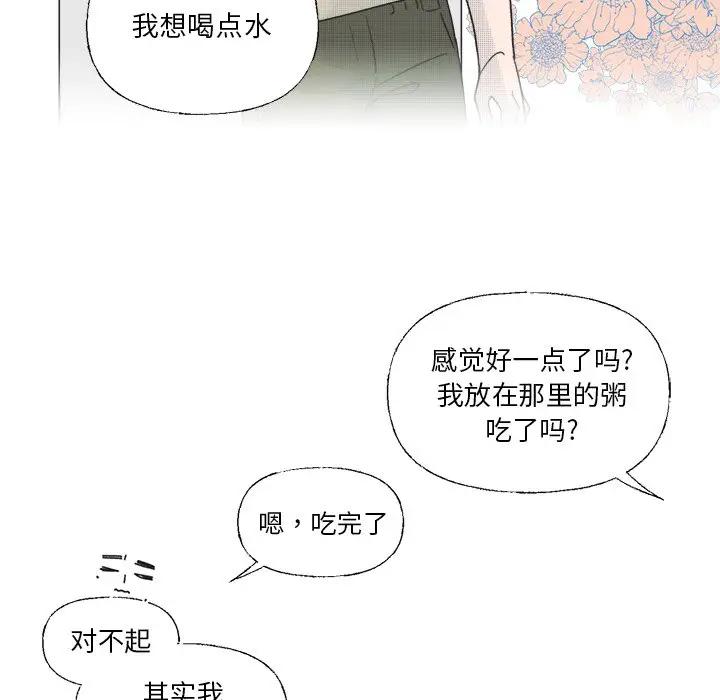 我想喝点水
感觉好一点了吗?
我放在那里的粥
吃了吗?
嗯，吃完了
对不起
其实我